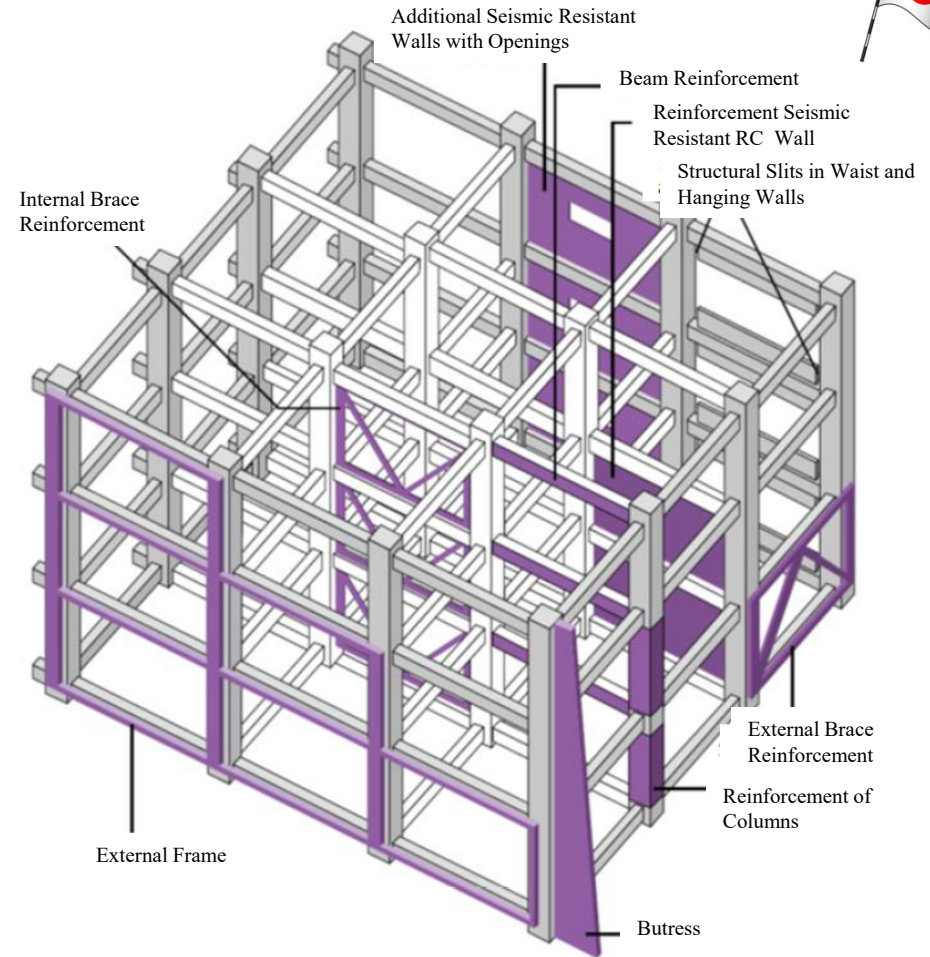 Additional Seismic Resistant
Walls with Openings
Beam Reinforcement
Reinforcement Seismic
Resistant RC Wall
Structural Slits in Waist and
Hanging Walls
Internal Brace
Reinforcement
External Brace
Reinforcement
Reinforcement of
Columns
External Frame
Butress